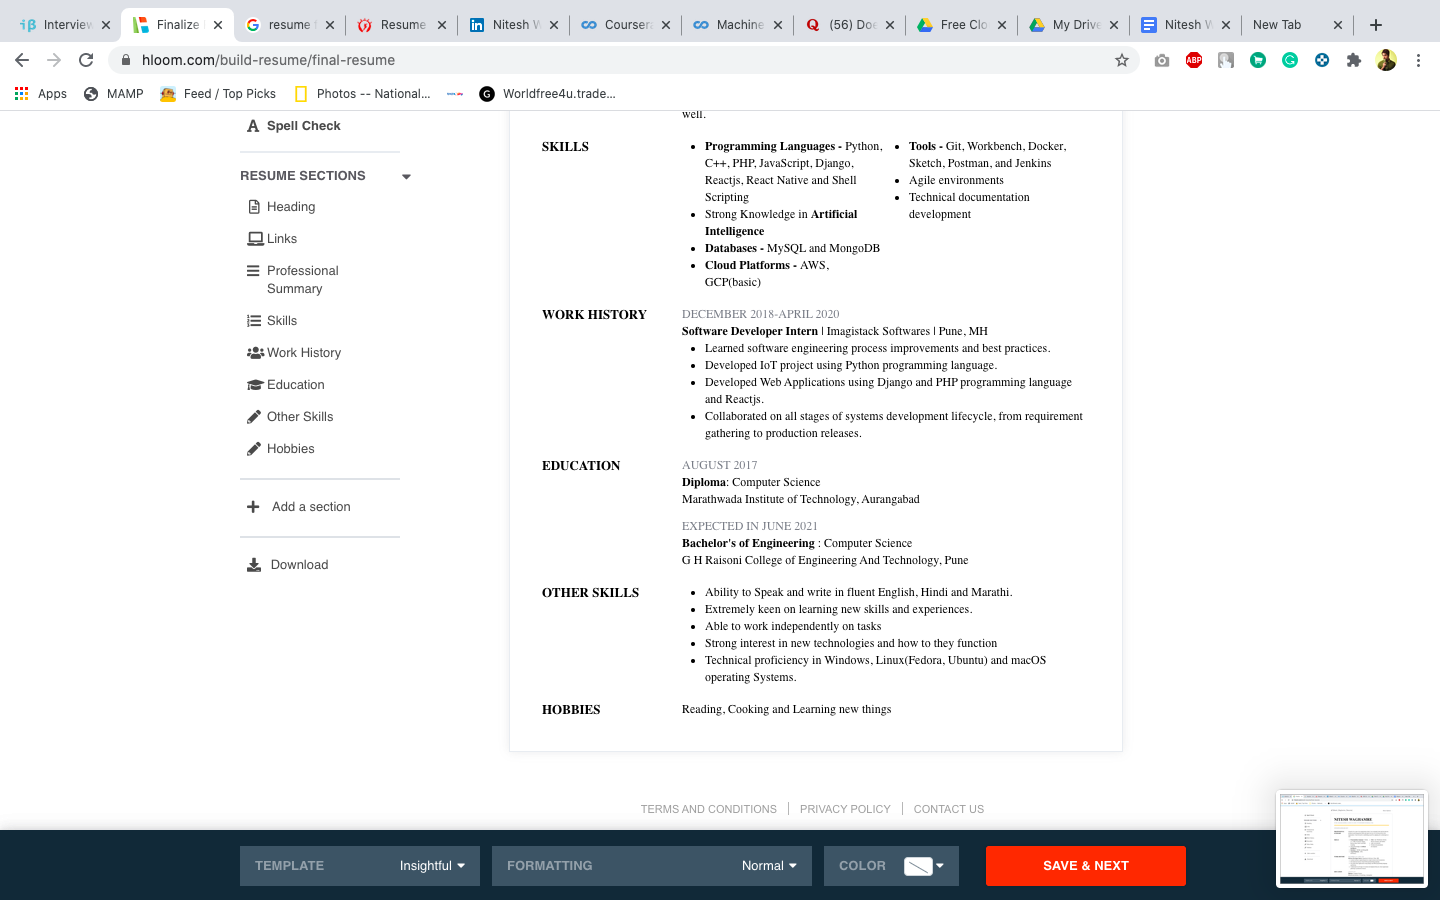 Interview
Finalize
resume
Resume
Nitesh W
Coursera
Machine
(56) Doe
Free Clo
My Drive
Nitesh W
New Tab
hloom.com/build-resume/final-resume
ABP
Apps
MAMP
Feed / Top Picks
Photos -- National...
Worldfree4u.trade...
well.
Spell Check
RESUME SECTIONS
Heading
Links
Professional
Summary
Skills
Work History
Education
Other Skills
Hobbies
Add a section
Download
SKILLS
Programming Languages - Python,
C++, PHP, JavaScript, Django,
Reactjs, React Native and Shell
Scripting
Strong Knowledge in Artificial
Intelligence
Databases - MySQL and MongoDB
Cloud Platforms - AWS,
GCP(basic)
Tools - Git, Workbench, Docker,
Sketch, Postman, and Jenkins
Agile environments
Technical documentation
development
WORK HISTORY
DECEMBER 2018-APRIL 2020
Software Developer Intern | Imagistack Softwares | Pune, MH
Learned software engineering process improvements and best practices.
Developed IoT project using Python programming language.
Developed Web Applications using Django and PHP programming language
and Reactjs.
Collaborated on all stages of systems development lifecycle, from requirement
gathering to production releases.
EDUCATION
AUGUST 2017
Diploma: Computer Science
Marathwada Institute of Technology, Aurangabad
EXPECTED IN JUNE 2021
Bachelor's of Engineering : Computer Science
G H Raisoni College of Engineering And Technology, Pune
OTHER SKILLS
Ability to Speak and write in fluent English, Hindi and Marathi.
Extremely keen on learning new skills and experiences.
Able to work independently on tasks
Strong interest in new technologies and how to they function
Technical proficiency in Windows, Linux(Fedora, Ubuntu) and macOS
operating Systems.
HOBBIES
Reading, Cooking and Learning new things
TERMS AND CONDITIONS
PRIVACY POLICY
CONTACT US
TEMPLATE
Insightful
FORMATTING
Normal
COLOR
SAVE & NEXT